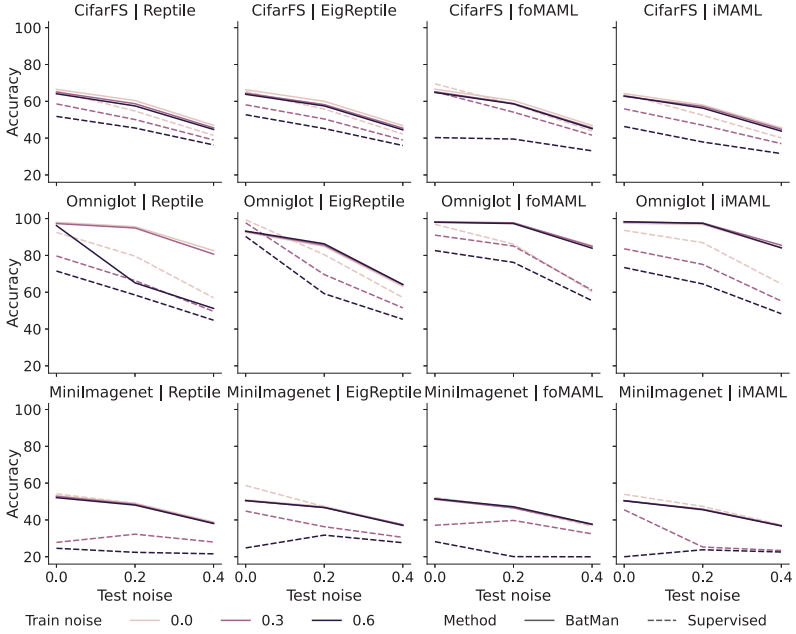 CifarFS | Reptile CifarFS | EigReptile CifarFS | foMAML CifarFS | iMAML
100
80
60
40
20
Accuracy
Omniglot | Reptile Omniglot | EigReptile Omniglot | foMAML Omniglot | iMAML
100
80
60
40
20
Accuracy
MiniImagenet | Reptile MiniImagenet | EigReptile MiniImagenet | foMAML MiniImagenet | iMAML
100
80
60
40
20
Accuracy
0.0 0.2 0.4 0.0 0.2 0.4 0.0 0.2 0.4 0.0 0.2 0.4
Test noise Test noise Test noise Test noise
Train noise 0.0 0.3 0.6 Method BatMan Supervised